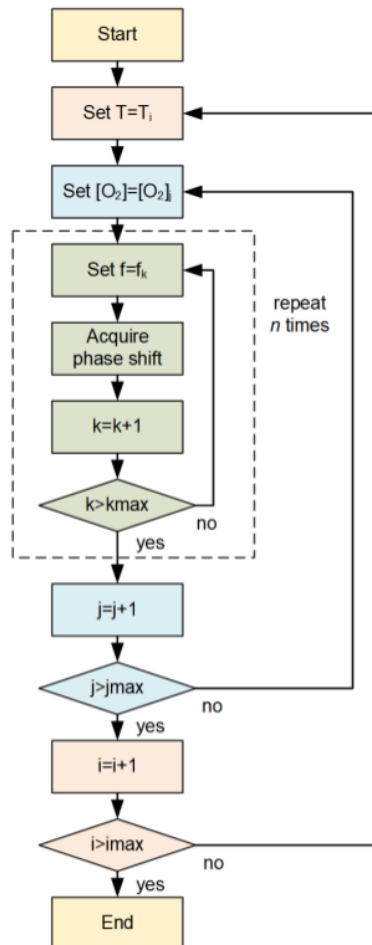 Start
Set T=Tᵢ
Set [O₂]=[O₂]ⱼ
Set f=fₖ
repeat
n times
Acquire
phase shift
k=k+1
k>kmax
no
yes
j=j+1
j>jmax
no
yes
i=i+1
i>imax
no
yes
End